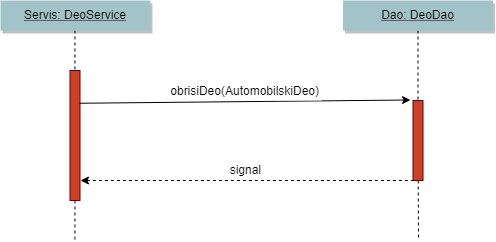 Servis: DeoService
Dao: DeoDao
obrisiDeo(AutomobilskiDeo)
signal